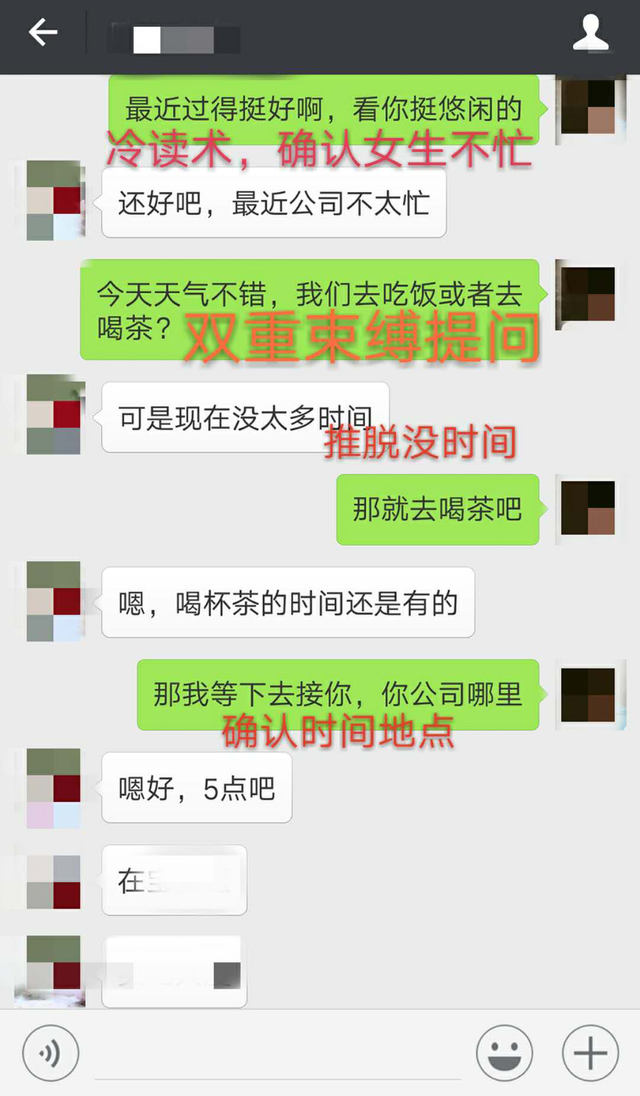 最近过得挺好啊，看你挺悠闲的
冷读术，确认女生不忙
还好吧，最近公司不太忙
今天天气不错，我们去吃饭或者去
喝茶？
双重束缚提问
可是现在没太多时间
推脱没时间
那就去喝茶吧
嗯，喝杯茶的时间还是有的
那我等下去接你，你公司哪里
确认时间地点
嗯好，5点吧
在